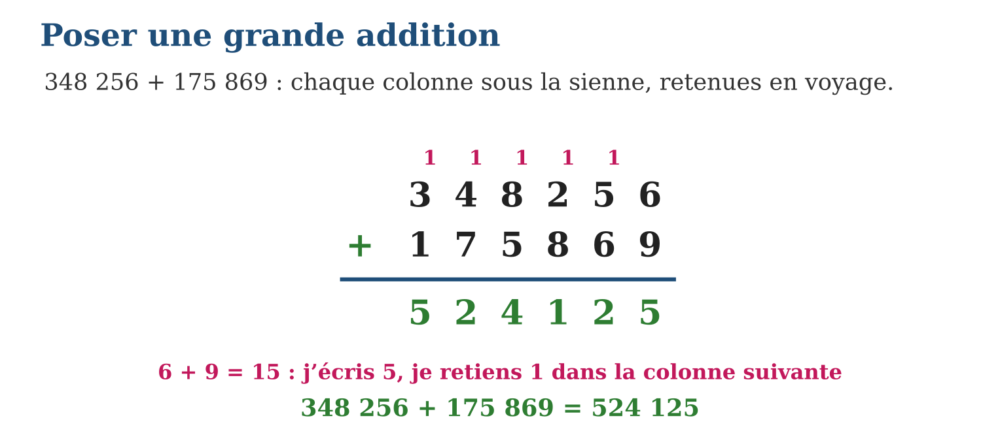 Poser une grande addition
348 256 + 175 869 : chaque colonne sous la sienne, retenues en voyage.
1 1 1 1 1
3 4 8 2 5 6
+ 1 7 5 8 6 9
5 2 4 1 2 5
6 + 9 = 15 : j’écris 5, je retiens 1 dans la colonne suivante
348 256 + 175 869 = 524 125